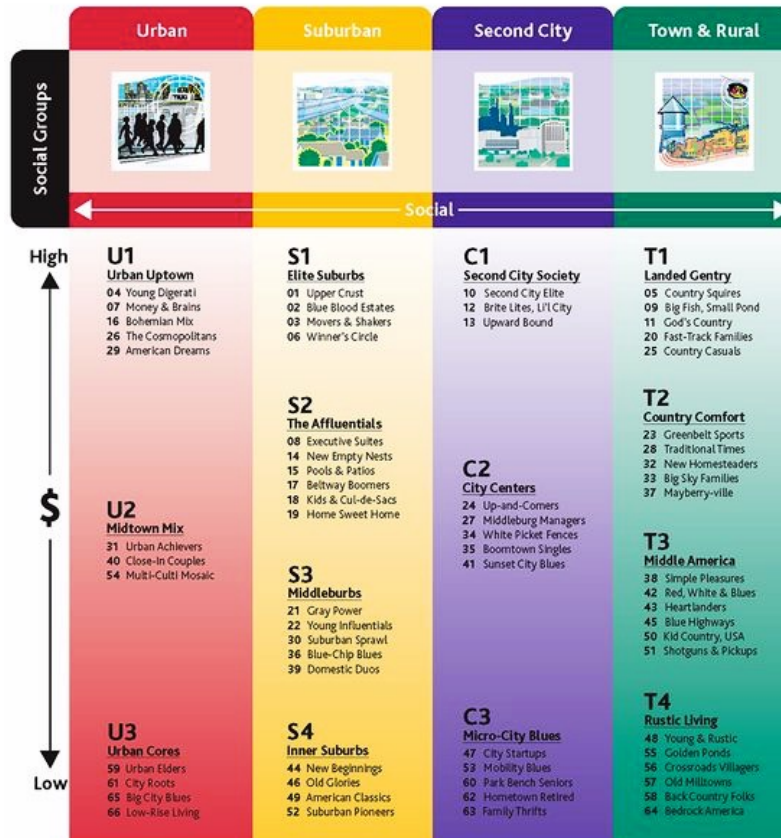 Urban
Suburban
Second City
Town & Rural
Social Groups
TAXI
Social
High
$
Low
U1
Urban Uptown
04 Young Digerati
07 Money & Brains
16 Bohemian Mix
26 The Cosmopolitans
29 American Dreams
U2
Midtown Mix
31 Urban Achievers
40 Close-In Couples
54 Multi-Culti Mosaic
U3
Urban Cores
59 Urban Elders
61 City Roots
65 Big City Blues
66 Low-Rise Living
S1
Elite Suburbs
01 Upper Crust
02 Blue Blood Estates
03 Movers & Shakers
06 Winner's Circle
S2
The Affluentials
08 Executive Suites
14 New Empty Nests
15 Pools & Patios
17 Beltway Boomers
18 Kids & Cul-de-Sacs
19 Home Sweet Home
S3
Middleburbs
21 Gray Power
22 Young Influentials
30 Suburban Sprawl
36 Blue-Chip Blues
39 Domestic Duos
S4
Inner Suburbs
44 New Beginnings
46 Old Glories
49 American Classics
52 Suburban Pioneers
C1
Second City Society
10 Second City Elite
12 Brite Lites, Li'l City
13 Upward Bound
C2
City Centers
24 Up-and-Comers
27 Middleburg Managers
34 White Picket Fences
35 Boomtown Singles
41 Sunset City Blues
C3
Micro-City Blues
47 City Startups
53 Mobility Blues
60 Park Bench Seniors
62 Hometown Retired
63 Family Thrifts
T1
Landed Gentry
05 Country Squires
09 Big Fish, Small Pond
11 God's Country
20 Fast-Track Families
25 Country Casuals
T2
Country Comfort
23 Greenbelt Sports
28 Traditional Times
32 New Homesteaders
33 Big Sky Families
37 Mayberry-ville
T3
Middle America
38 Simple Pleasures
42 Red, White & Blues
43 Heartlanders
45 Blue Highways
50 Kid Country, USA
51 Shotguns & Pickups
T4
Rustic Living
48 Young & Rustic
55 Golden Ponds
56 Crossroads Villagers
57 Old Milltowns
58 Back Country Folks
64 Bedrock America